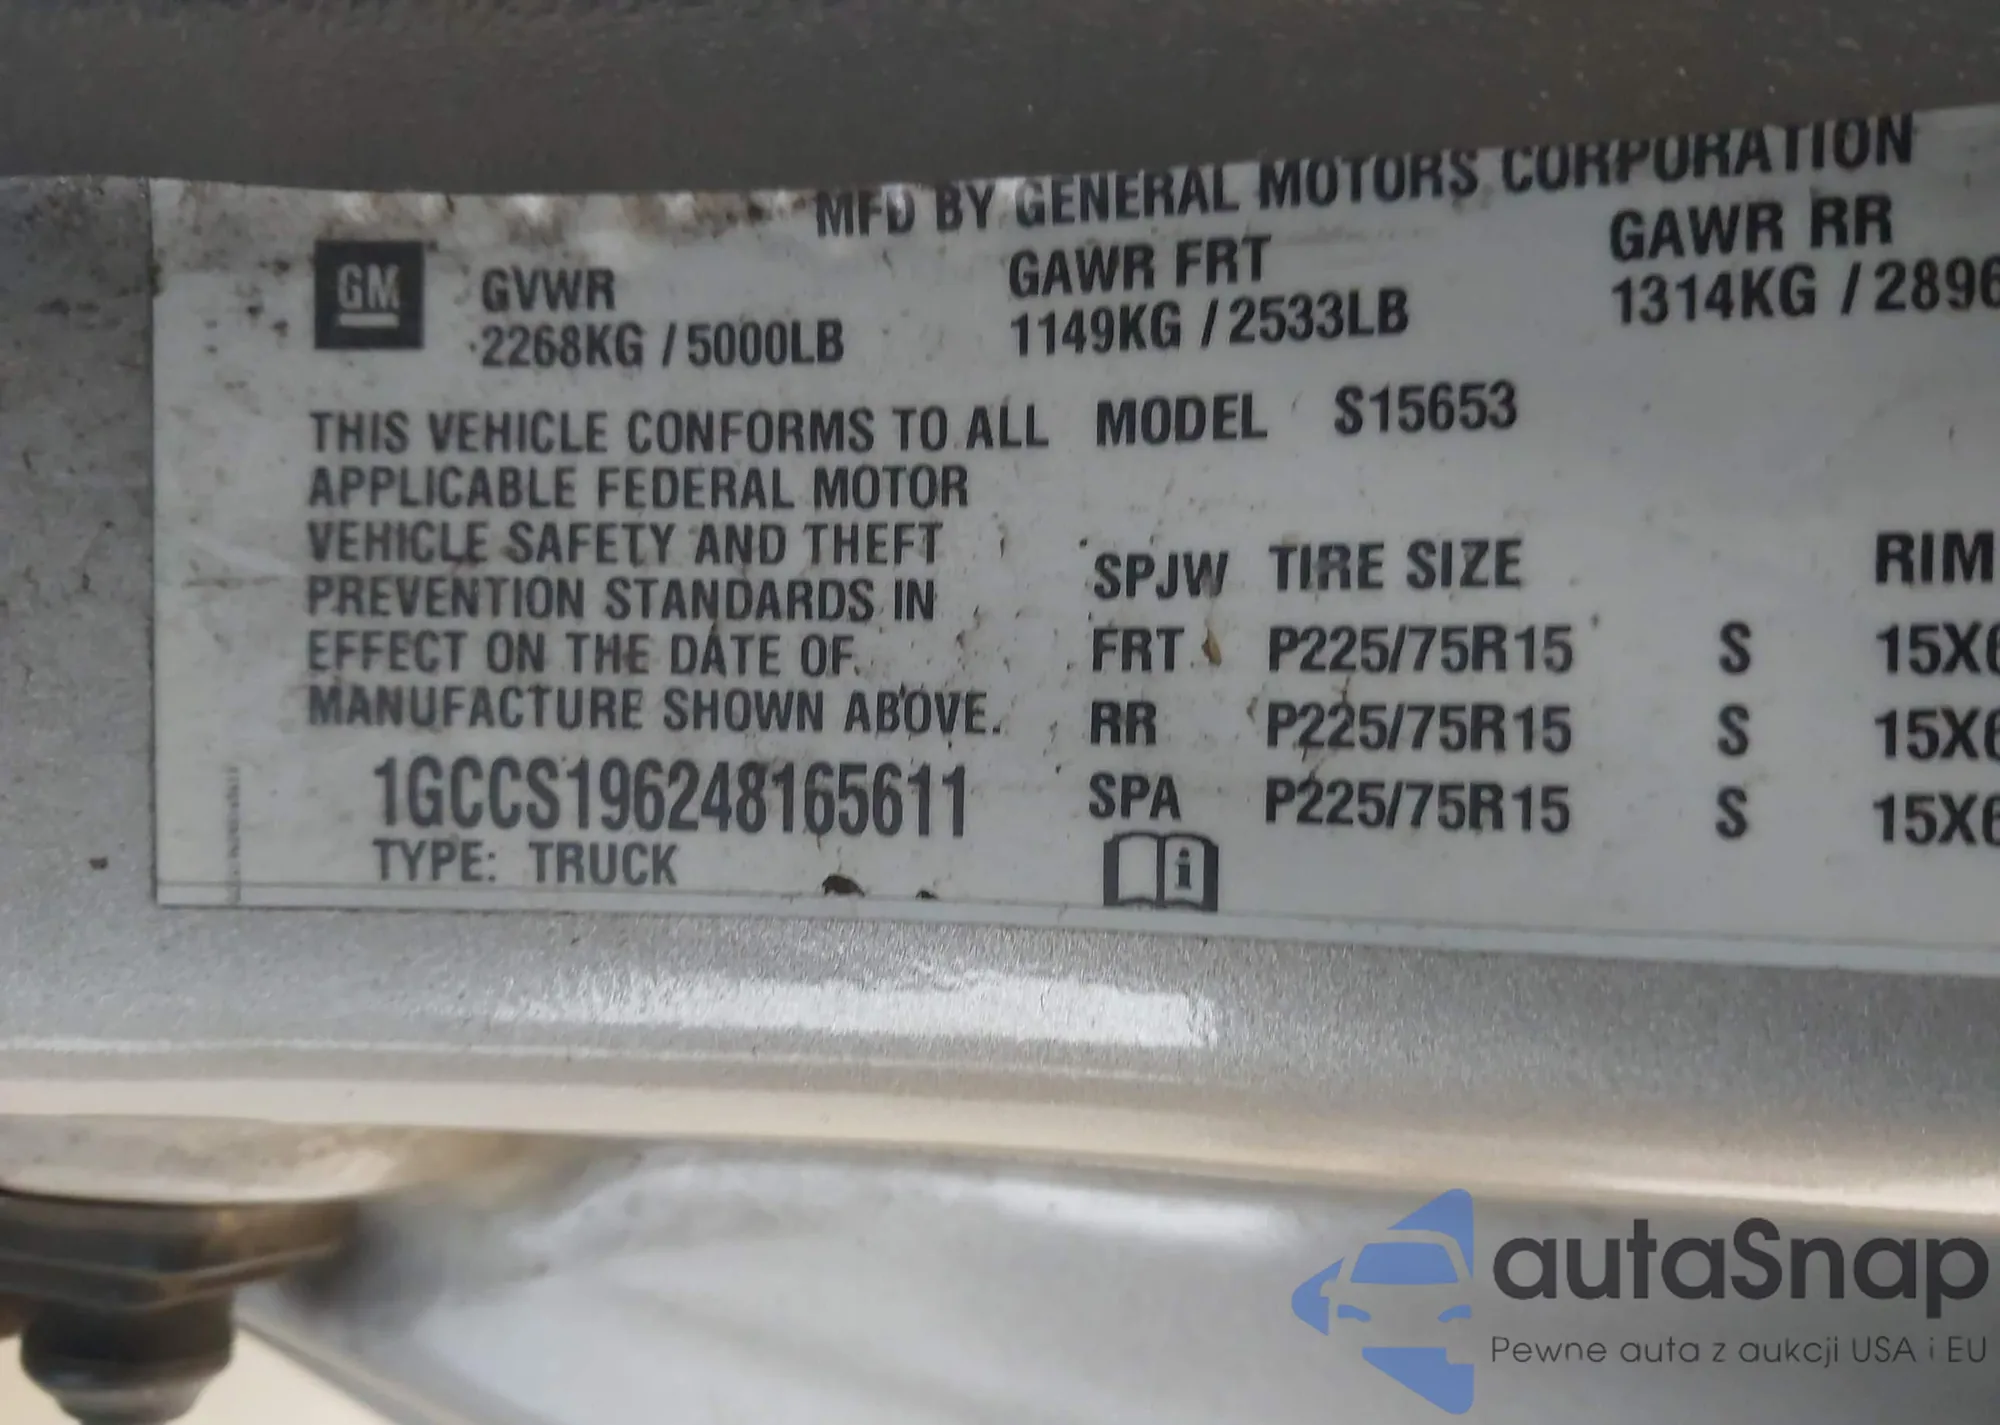 MFD BY GENERAL MOTORS CORPORATION
GM
GVWR GAWR FRT GAWR RR
2268KG / 5000LB 1149KG / 2533LB 1314KG / 2896
THIS VEHICLE CONFORMS TO ALL MODEL S15653
APPLICABLE FEDERAL MOTOR
VEHICLE SAFETY AND THEFT
PREVENTION STANDARDS IN
EFFECT ON THE DATE OF
MANUFACTURE SHOWN ABOVE.
1GCCS196248165611
TYPE: TRUCK
SPJW TIRE SIZE RIM
FRT P225/75R15 S 15X6
RR P225/75R15 S 15X6
SPA P225/75R15 S 15X6
i
autaSnap
Pewne auta z aukcji USA i EU